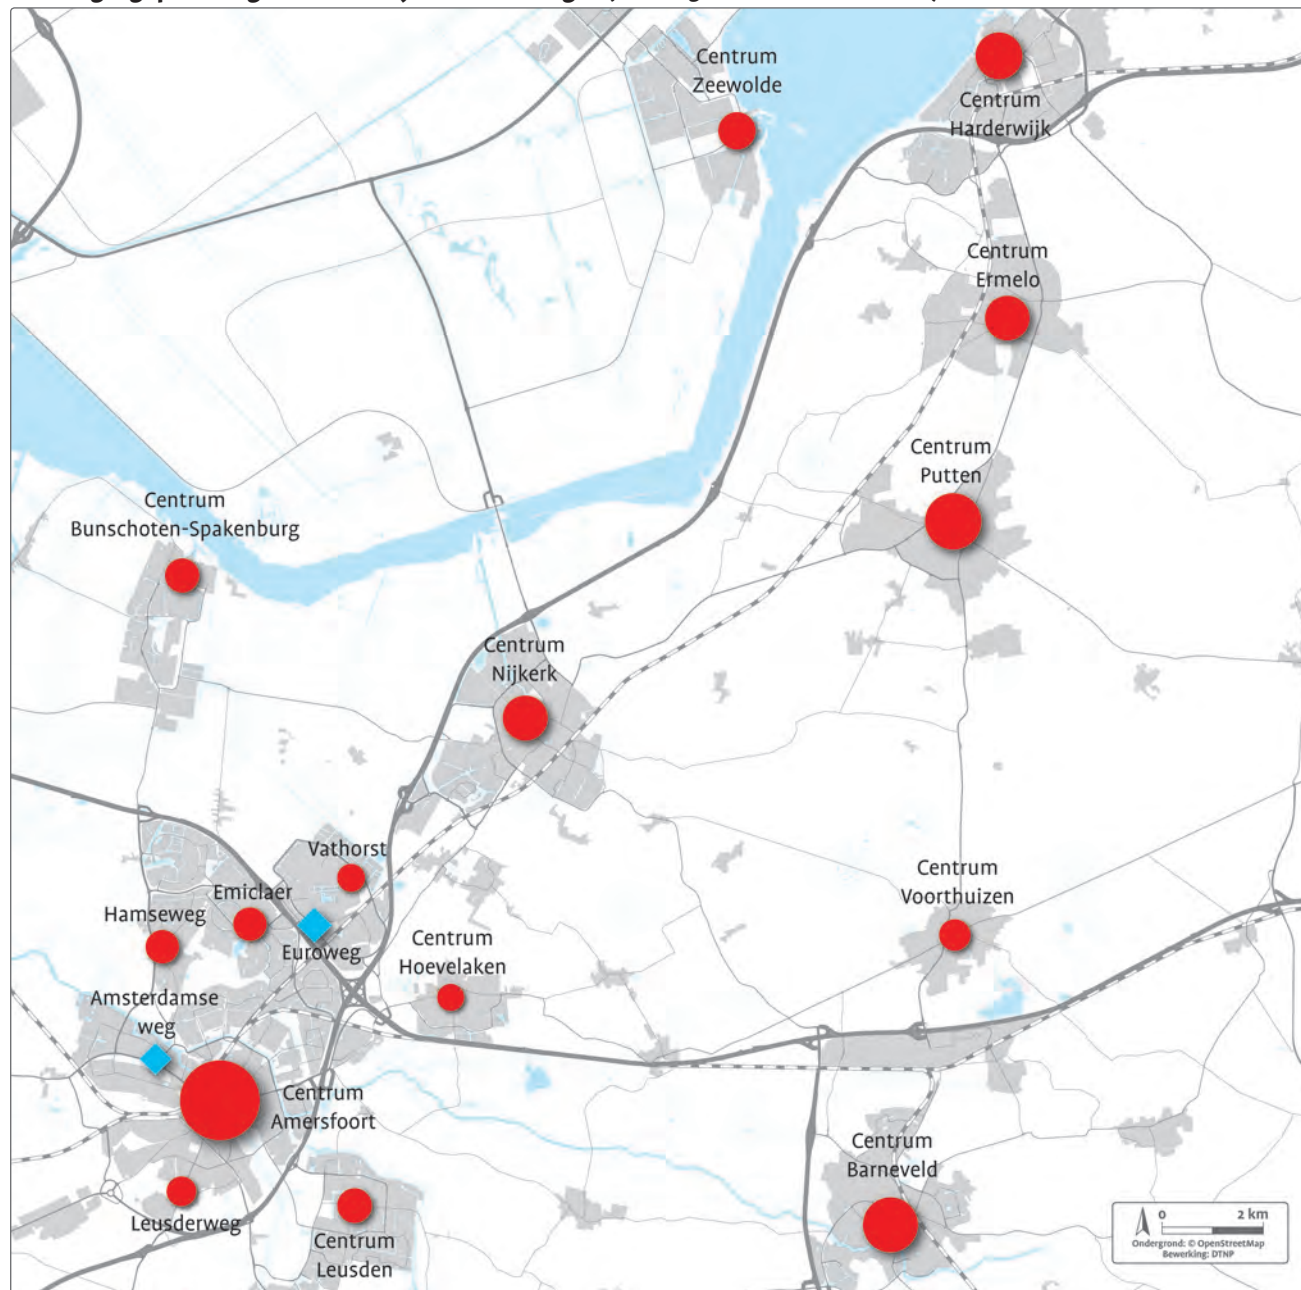 Centrum
Zeewolde
Centrum
Harderwijk
Centrum
Ermelo
Centrum
Putten
Centrum
Bunschoten-Spakenburg
Centrum
Nijkerk
Vathorst
Emiclaer
Hamseweg
Euroweg
Centrum
Hoevelaken
Centrum
Voorthuizen
Amsterdamse
weg
Centrum
Amersfoort
Centrum
Barneveld
Leusderweg
Centrum
Leusden
0 2 km
Ondergrond: © OpenStreetMap
Bewerking: DTNP